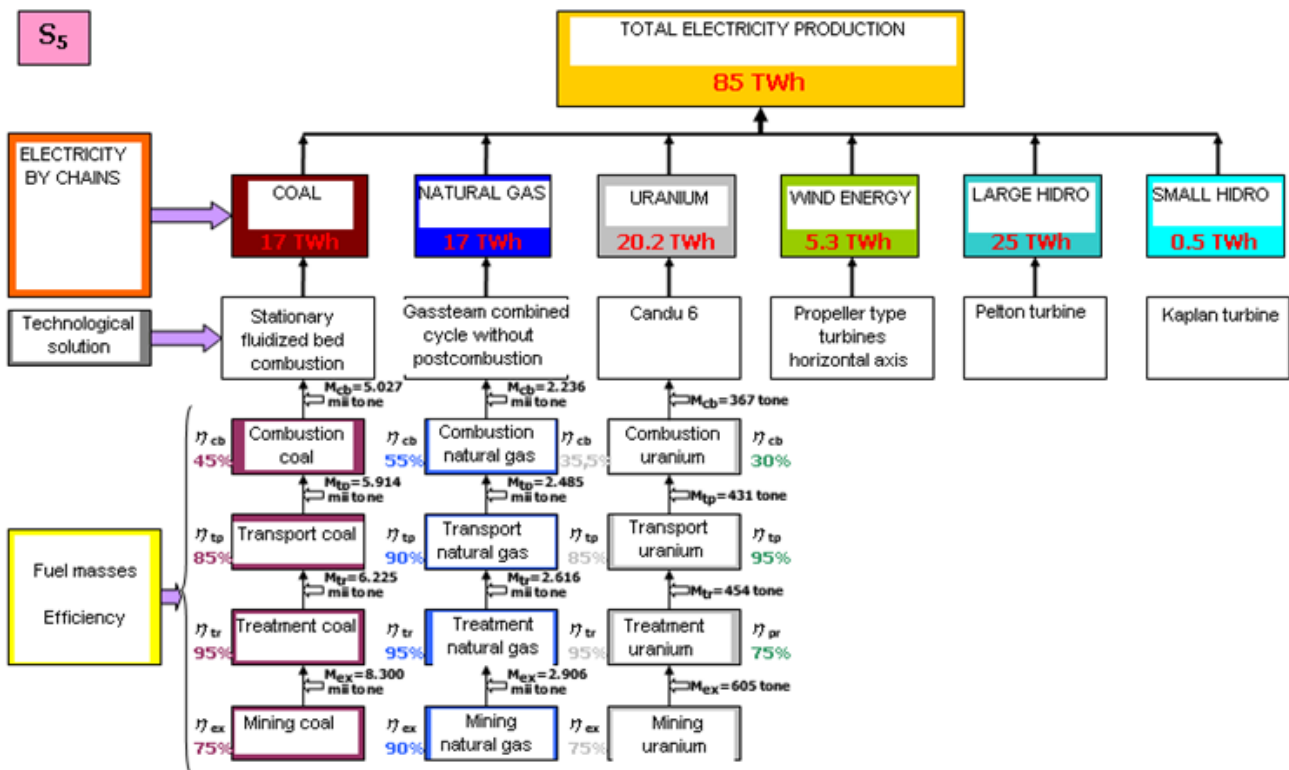 S5
TOTAL ELECTRICITY PRODUCTION
85 TWh
ELECTRICITY
BY CHAINS
COAL
17 TWh
NATURAL GAS
17 TWh
URANIUM
20.2 TWh
WIND ENERGY
5.3 TWh
LARGE HIDRO
25 TWh
SMALL HIDRO
0.5 TWh
Technological
solution
Stationary
fluidized bed
combustion
Gassteam combined
cycle without
postcombustion
Candu 6
Propeller type
turbines
horizontal axis
Pelton turbine
Kaplan turbine
Mcb=5.027
mii tone
Mcb=2.236
mii tone
Mcb=367 tone
ηcb
45%
Combustion
coal
ηcb
55%
Combustion
natural gas
ηcb
35,5%
Combustion
uranium
ηcb
30%
Mtp=5.914
mii tone
Mtp=2.485
mii tone
Mtp=431 tone
Fuel masses
Efficiency
ηtp
85%
Transport coal
ηtp
90%
Transport
natural gas
ηtp
85%
Transport
uranium
ηtp
95%
Mtr=6.225
mii tone
Mtr=2.616
mii tone
Mtr=454 tone
ηtr
95%
Treatment coal
ηtr
95%
Treatment
natural gas
ηtr
95%
Treatment
uranium
ηpr
75%
Mex=8.300
mii tone
Mex=2.906
mii tone
Mex=605 tone
ηex
75%
Mining coal
ηex
90%
Mining
natural gas
ηex
75%
Mining
uranium